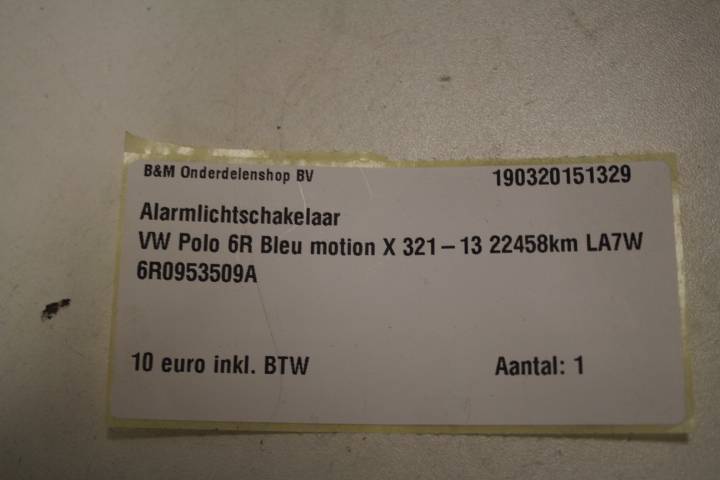 B&M Onderdelenshop BV 190320151329
Alarmlichtschakelaar
VW Polo 6R Bleu motion X 321-13 22458km LA7W
6R0953509A
10 euro inkl. BTW Aantal: 1